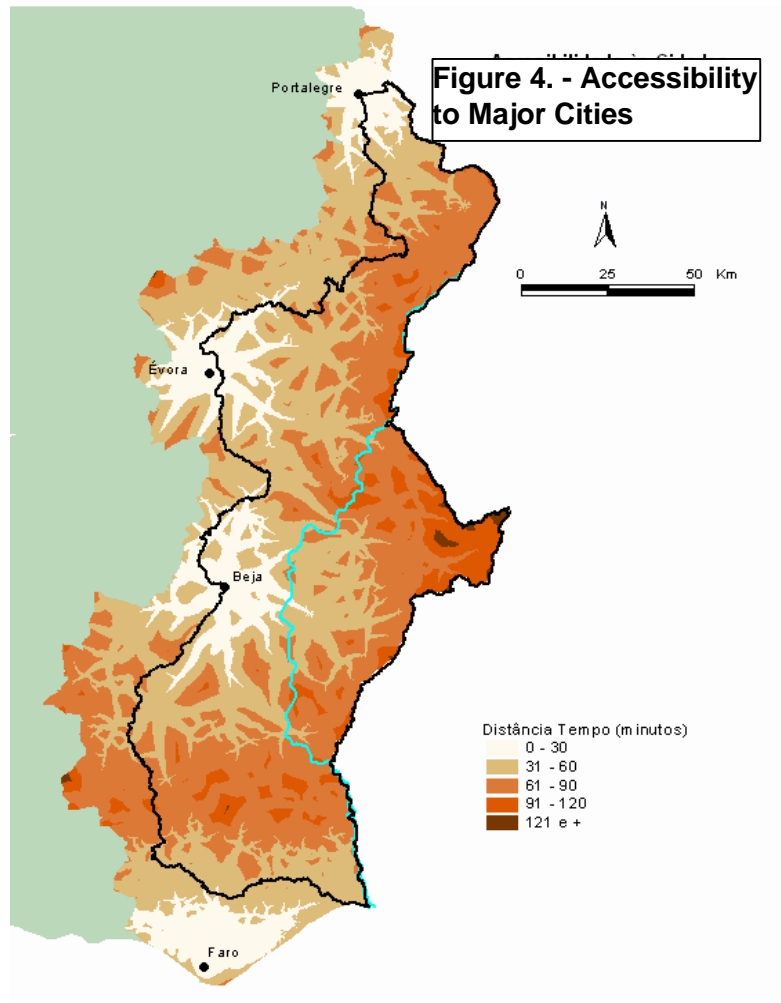 Figure 4. - Accessibility
to Major Cities
Portalegre
N
0 25 50 Km
Évora
Beja
Distância Tempo (minutos)
0 - 30
31 - 60
61 - 90
91 - 120
121 e +
Faro